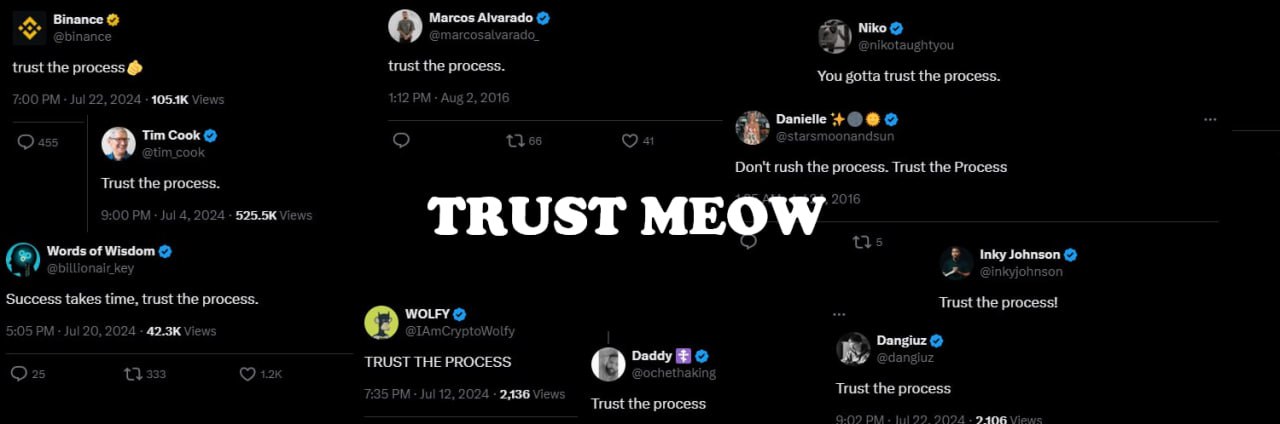 Binance
@binance
trust the process
7:00 PM · Jul 22, 2024 · 105.1K Views
455
Tim Cook
@tim_cook
Trust the process.
9:00 PM · Jul 4, 2024 · 525.5K Views
Words of Wisdom
@billionair_key
Success takes time, trust the process.
5:05 PM · Jul 20, 2024 · 42.3K Views
25 333 1.2K
Marcos Alvarado
@marcosalvarado_
trust the process.
1:12 PM · Aug 2, 2016
66 41
Niko
@nikotaughtyou
You gotta trust the process.
Danielle
@starsmoonandsun
Don't rush the process. Trust the Process
2016
5
TRUST MEOW
WOLFY
@IAmCryptoWolfy
TRUST THE PROCESS
7:35 PM · Jul 12, 2024 · 2,136 Views
Daddy
@ochethaking
Trust the process
Inky Johnson
@inkyjohnson
Trust the process!
Dangiuz
@dangiuz
Trust the process
9:02 PM · Jul 22, 2024 · 2,106 Views